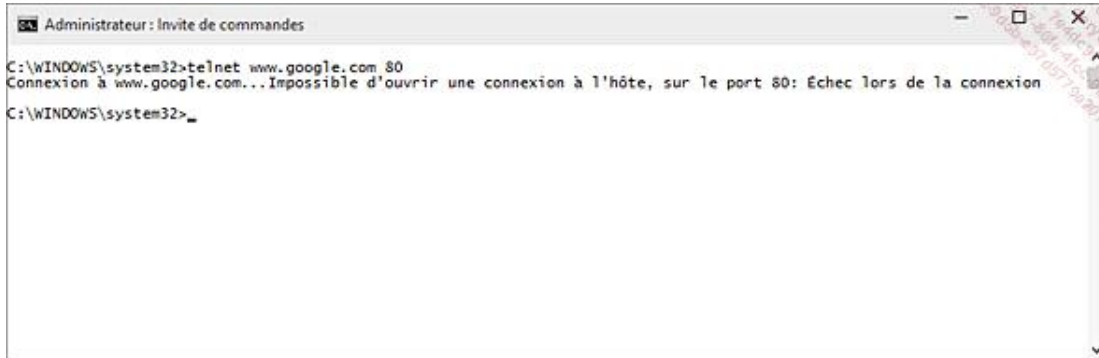 Administrateur : Invite de commandes
C:\WINDOWS\system32>telnet www.google.com 80
Connexion à www.google.com...Impossible d'ouvrir une connexion à l'hôte, sur le port 80: Échec lors de la connexion
C:\WINDOWS\system32>_